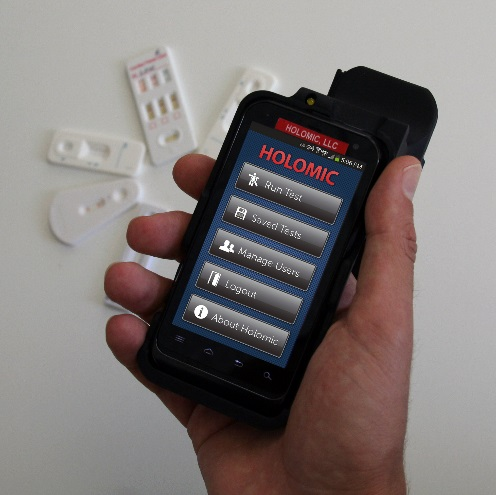 HOLOMIC, LLC
HOLOMIC
Run Test
Saved Tests
Manage Users
Logout
About Holomic